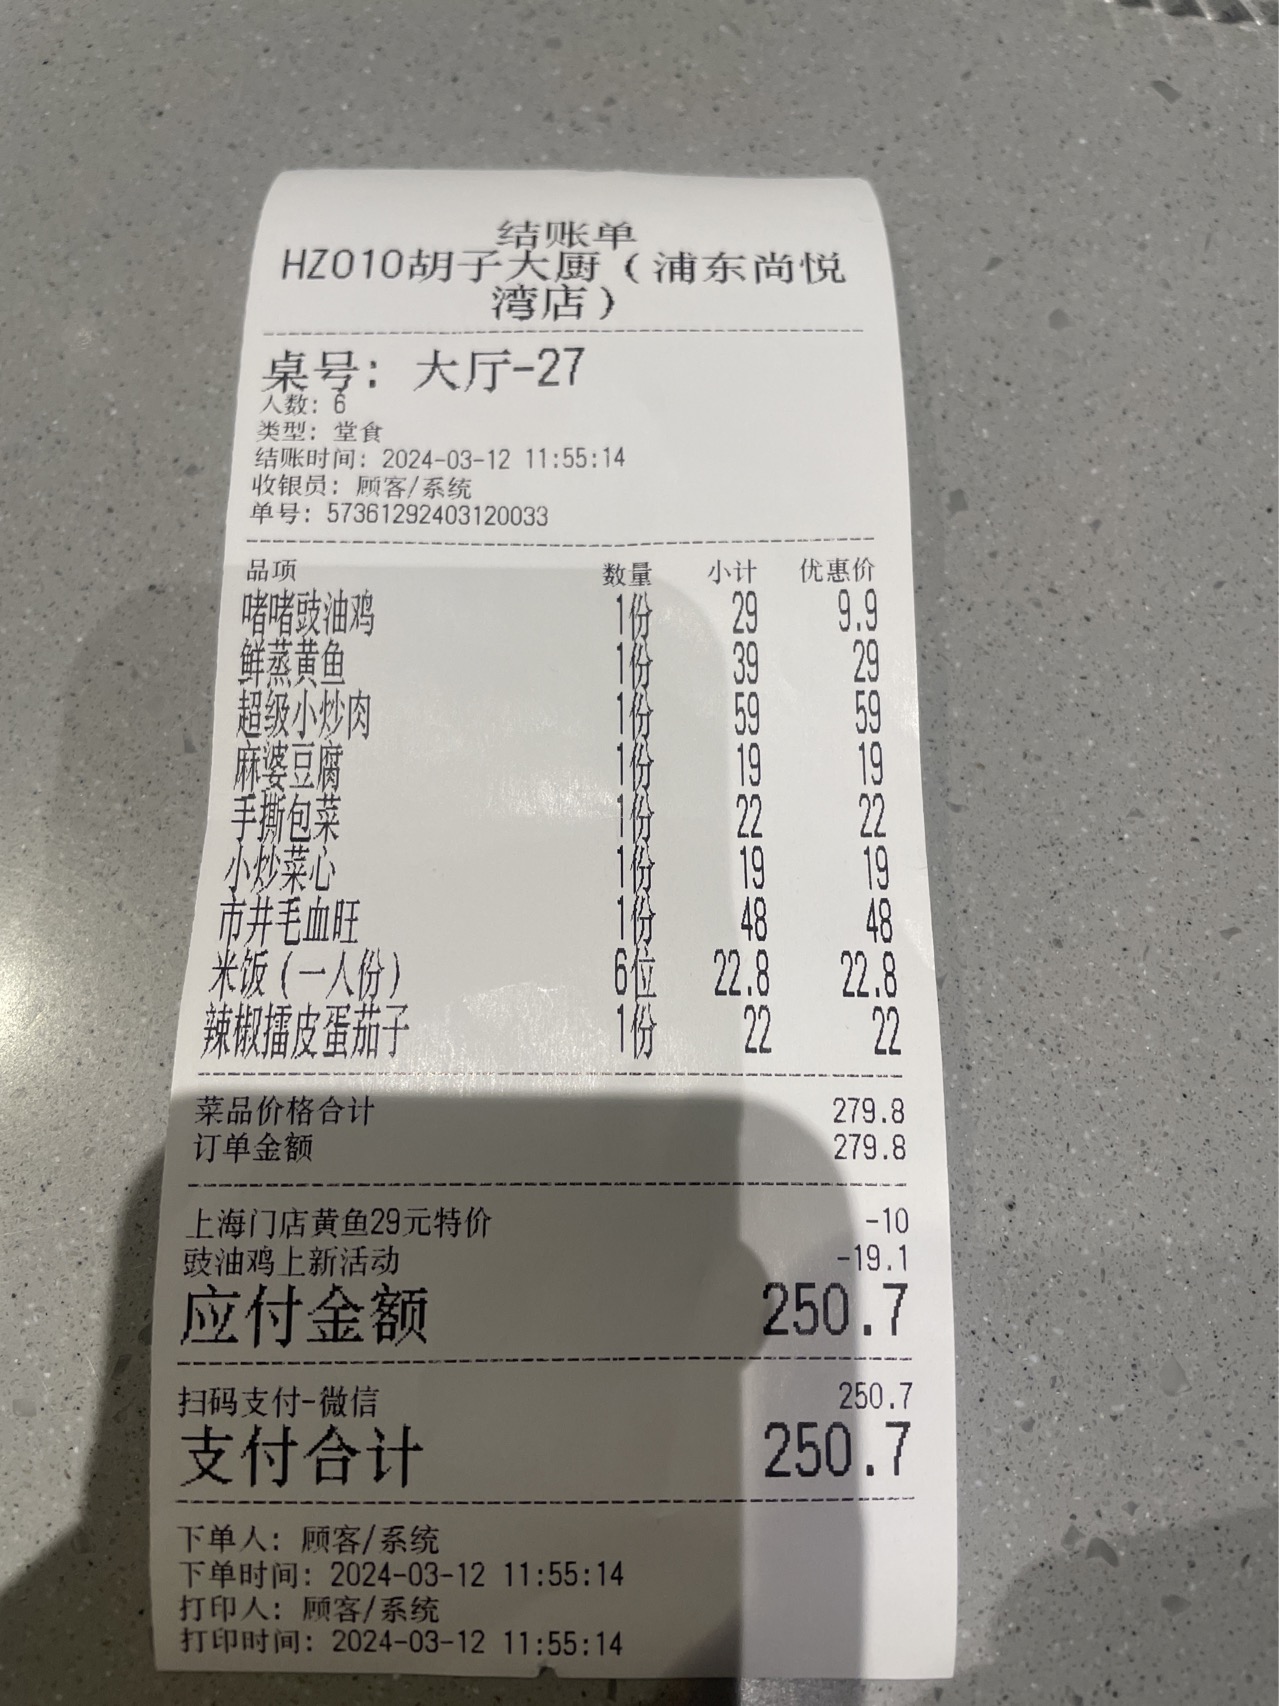 结账单
HZ010胡子大厨（浦东尚悦
湾店）
桌号：大厅-27
人数：6
类型：堂食
结账时间：2024-03-12 11:55:14
收银员：顾客/系统
单号：573612924031200​33
品项 数量 小计 优惠价
啫啫豉油鸡 1份 29 9.9
鲜蒸黄鱼 1份 39 29
超级小炒肉 1份 59 59
麻婆豆腐 1份 19 19
手撕包菜 1份 22 22
小炒菜心 1份 19 19
市井毛血旺 1份 48 48
米饭（一人份） 6位 22.8 22.8
辣椒擂皮蛋茄子 1份 22 22
菜品价格合计 279.8
订单金额 279.8
上海门店黄鱼29元特价 -10
豉油鸡上新活动 -19.1
应付金额 250.7
扫码支付-微信 250.7
支付合计 250.7
下单人：顾客/系统
下单时间：2024-03-12 11:55:14
打印人：顾客/系统
打印时间：2024-03-12 11:55:14